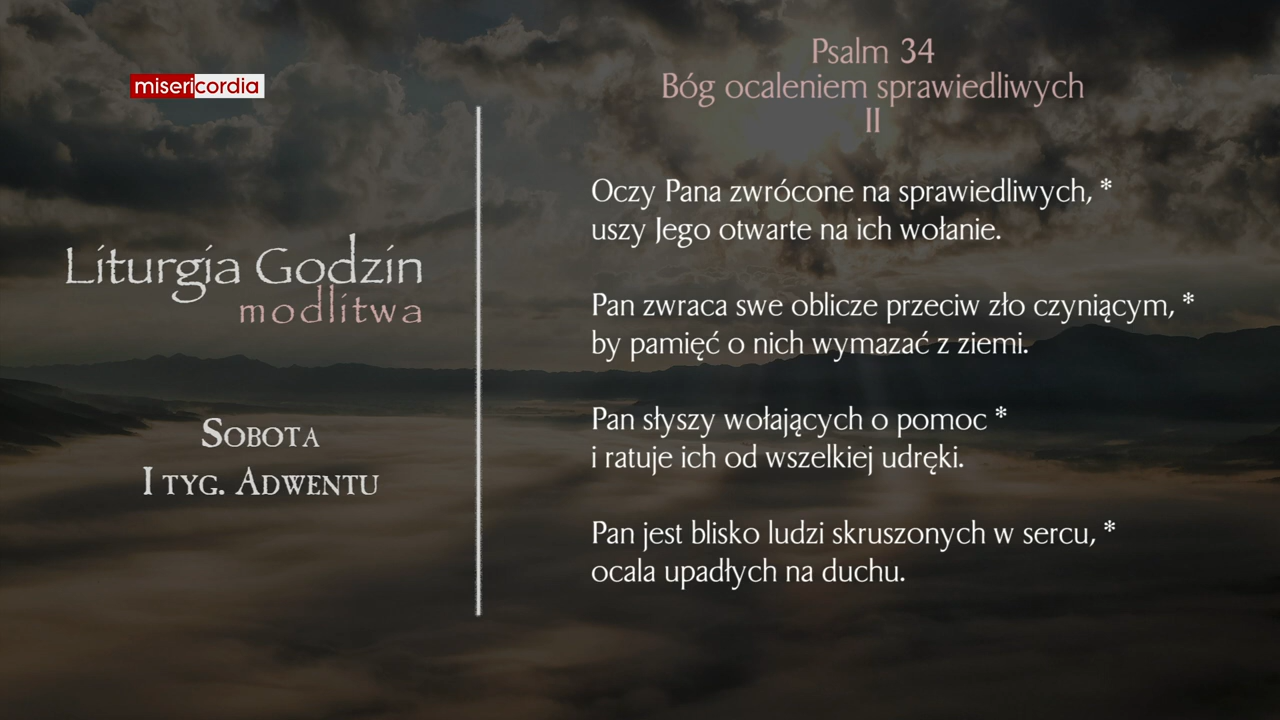 misericordia
Liturgia Godzin
modlitwa
Sobota
I tyg. Adwentu
Psalm 34
Bóg ocaleniem sprawiedliwych
II
Oczy Pana zwrócone na sprawiedliwych, *
uszy Jego otwarte na ich wołanie.
Pan zwraca swe oblicze przeciw zło czyniącym, *
by pamięć o nich wymazać z ziemi.
Pan słyszy wołających o pomoc *
i ratuje ich od wszelkiej udręki.
Pan jest blisko ludzi skruszonych w sercu, *
ocala upadłych na duchu.